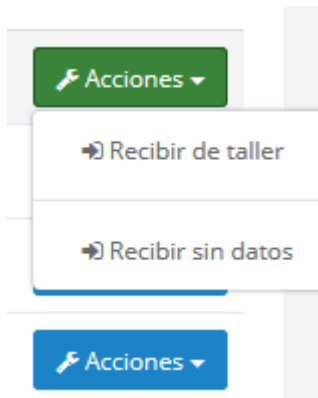 Acciones
Recibir de taller
Recibir sin datos
Acciones